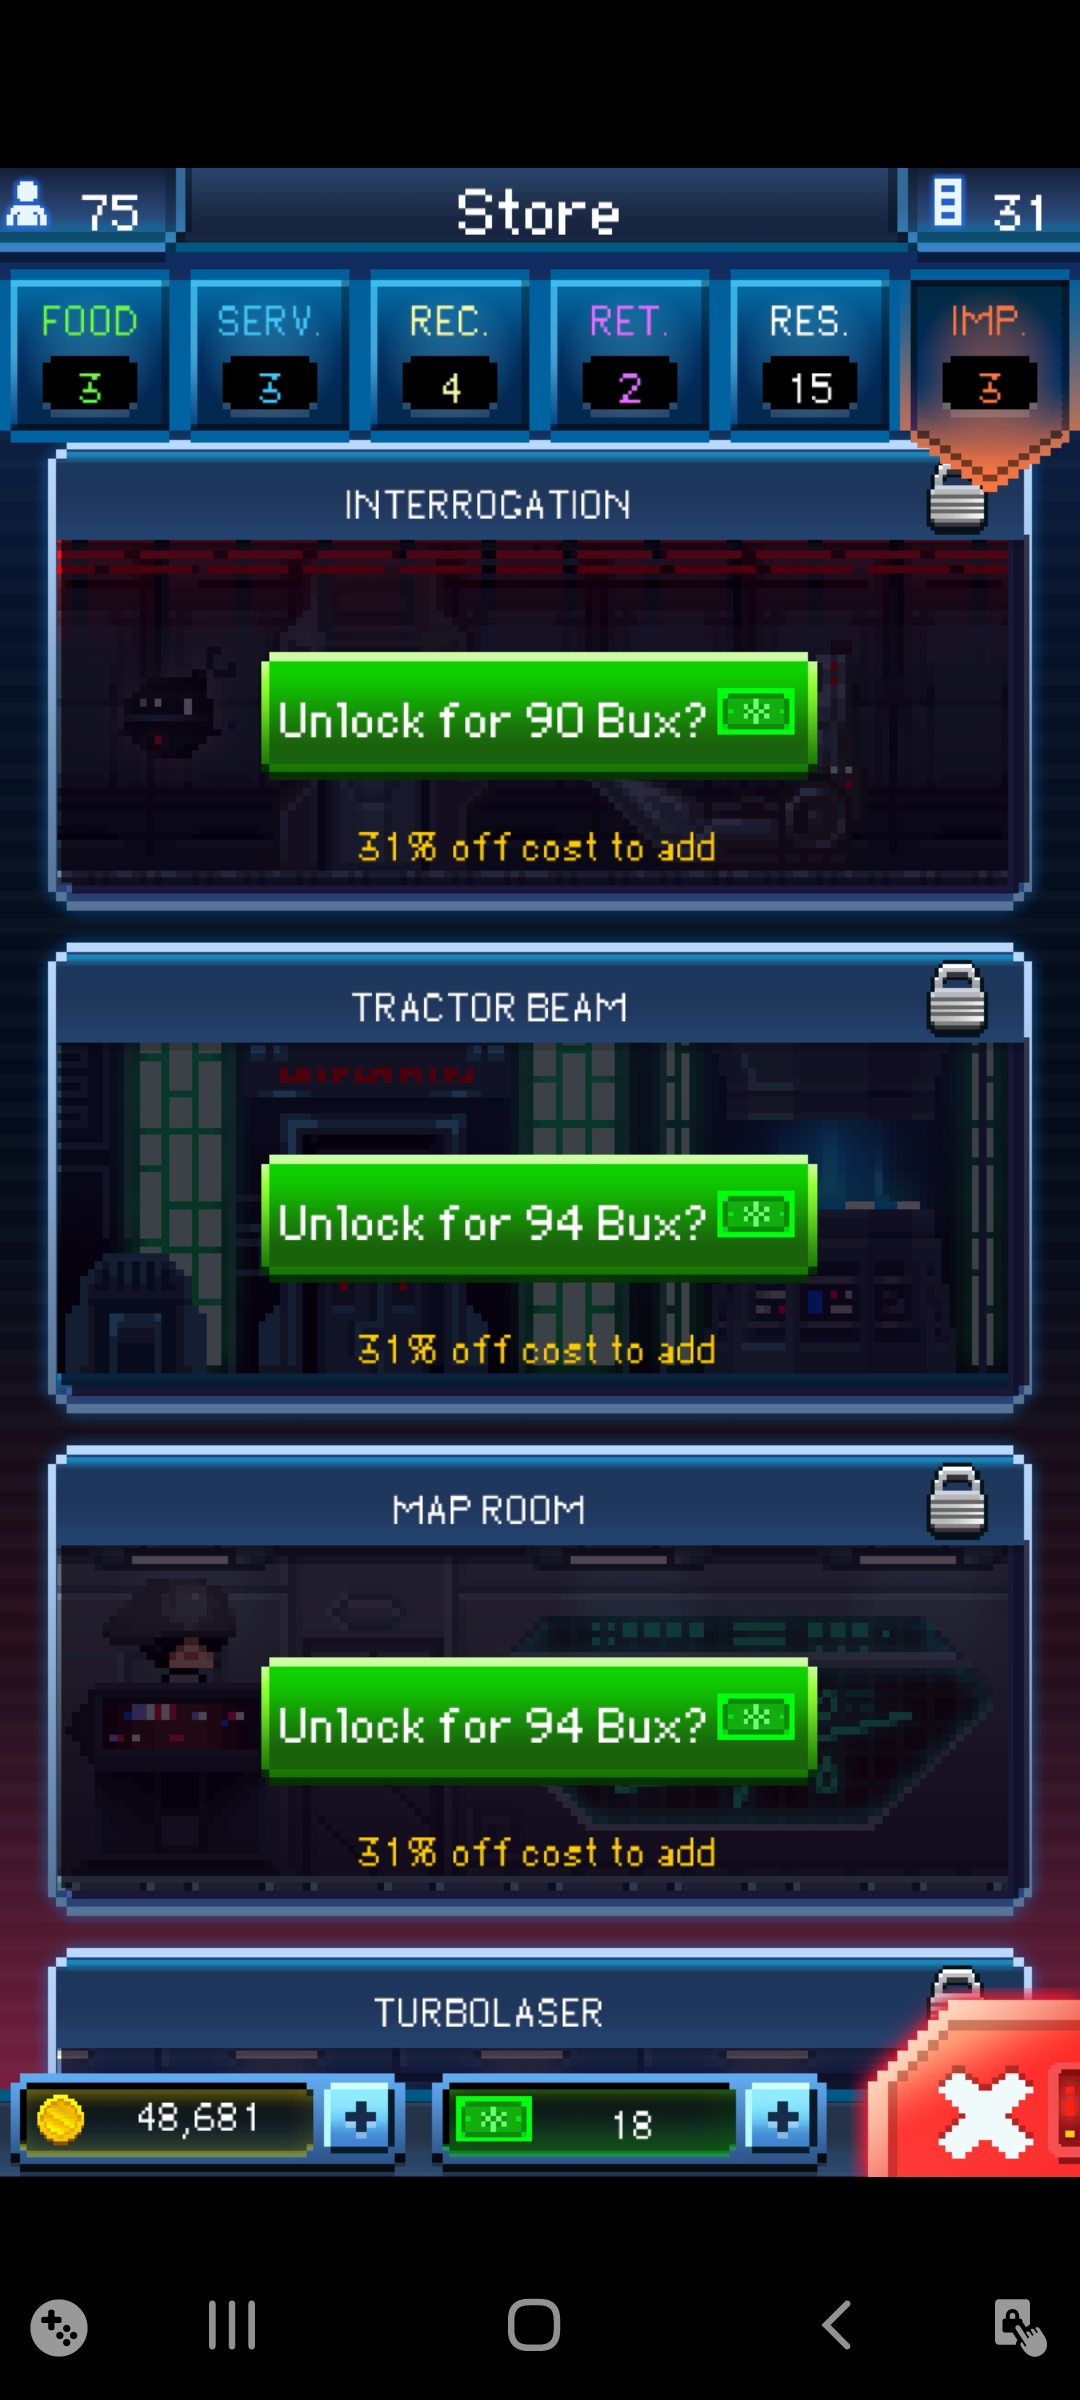 75 Store 31
FOOD SERV. REC. RET. RES. IMP.
3 3 4 2 15 3
INTERROGATION
Unlock for 90 Bux?
31% off cost to add
TRACTOR BEAM
Unlock for 94 Bux?
31% off cost to add
MAP ROOM
Unlock for 94 Bux?
31% off cost to add
TURBOLASER
48,681 18